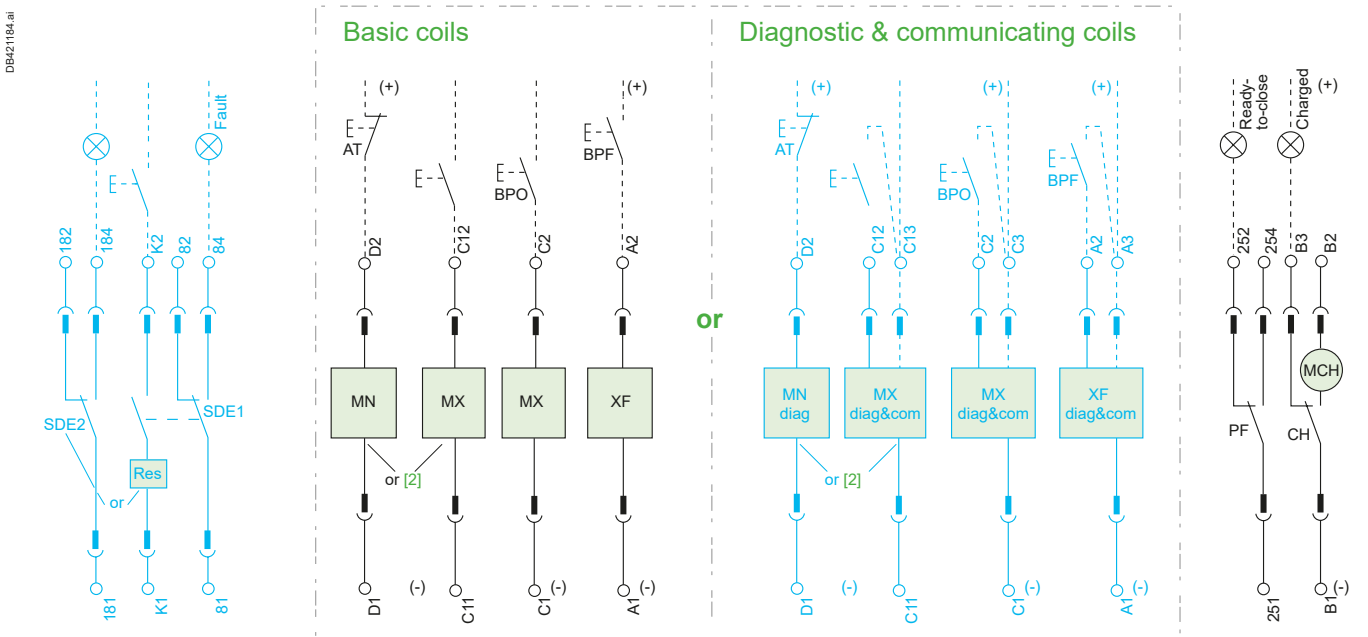 DB421184.ai
Basic coils
Diagnostic & communicating coils
(+)
(+)
(+)
(+)
(+)
(+)
Fault
Ready-
to-close
Charged
AT
BPO
BPF
AT
BPO
BPF
182
184
K2
82
84
D2
C12
C2
A2
D2
C12
C13
C2
C3
A2
A3
252
254
B3
B2
or
MN
MX
MX
XF
MN
diag
MX
diag&com
MX
diag&com
XF
diag&com
MCH
SDE2
SDE1
PF
CH
Res
or
or [2]
or [2]
181
K1
81
D1
(-)
C11
C1
(-)
A1
(-)
D1
(-)
C11
C1
(-)
A1
(-)
251
B1
(-)